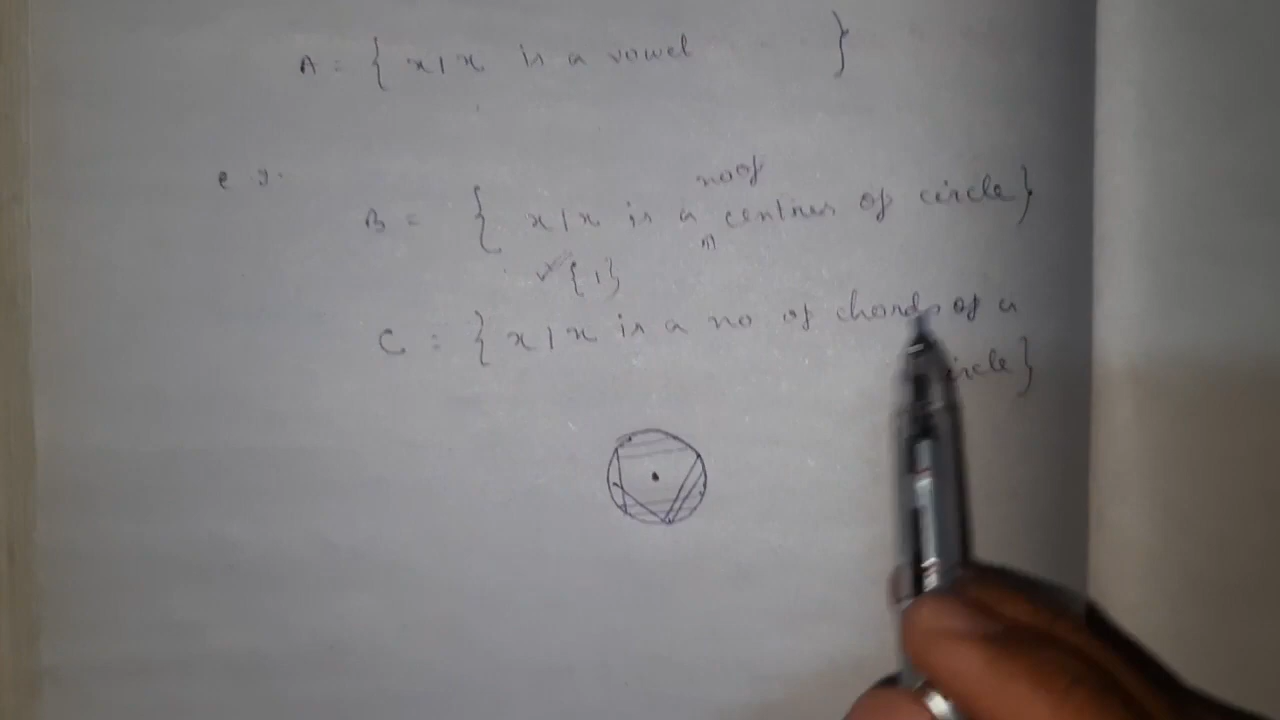 A = { x | x is a vowel }
e g.
no of
B = { x | x is a centres of circle}
✓ {1}
C = { x | x is a no of chords of a
circle}